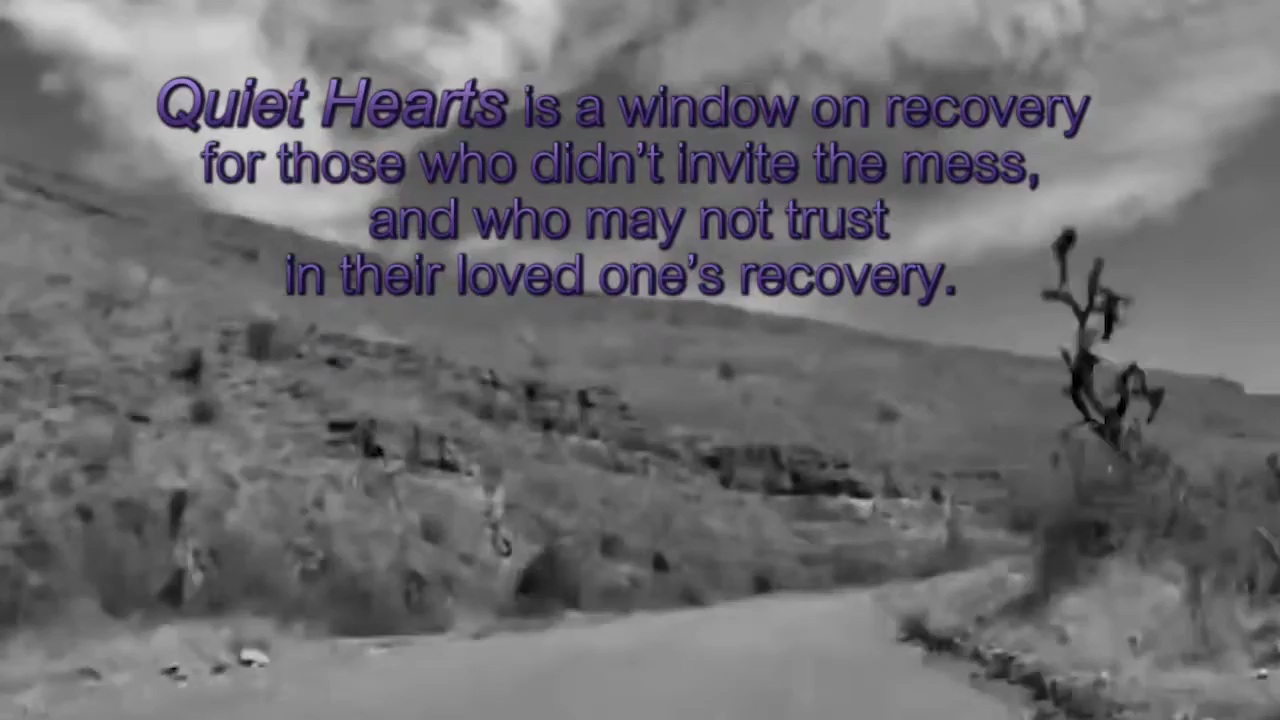 Quiet Hearts is a window on recovery
for those who didn’t invite the mess,
and who may not trust
in their loved one’s recovery.